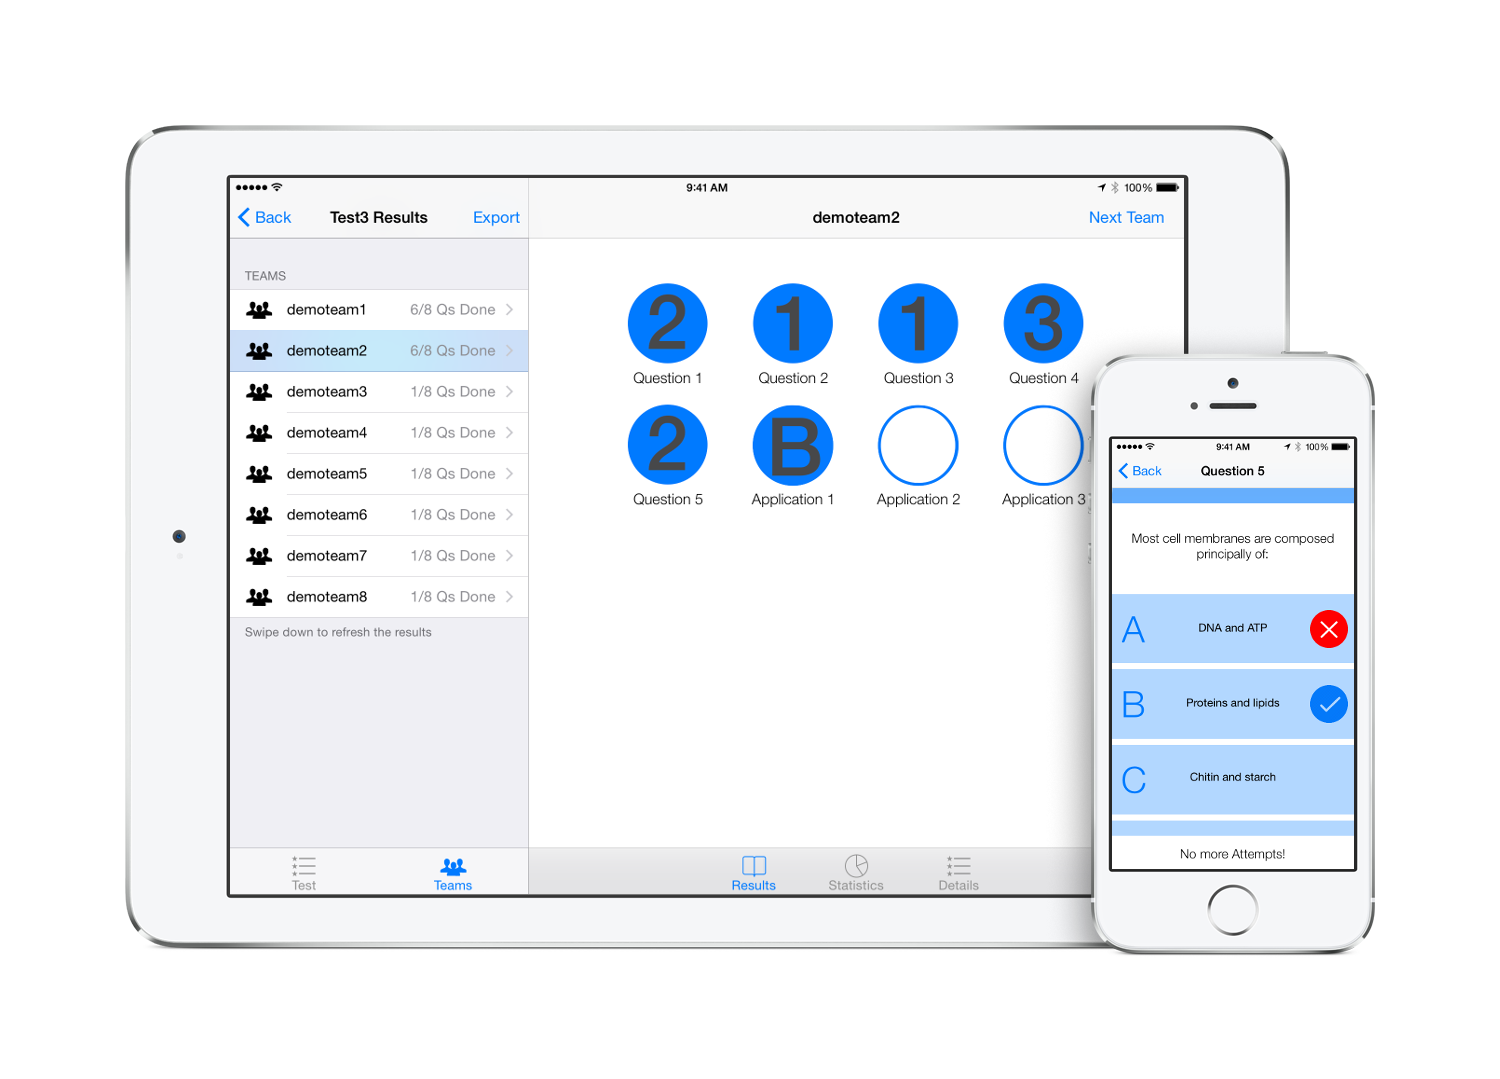 9:41 AM
100%
Back
Test3 Results
Export
demoteam2
Next Team
TEAMS
demoteam1 6/8 Qs Done
demoteam2 6/8 Qs Done
demoteam3 1/8 Qs Done
demoteam4 1/8 Qs Done
demoteam5 1/8 Qs Done
demoteam6 1/8 Qs Done
demoteam7 1/8 Qs Done
demoteam8 1/8 Qs Done
Swipe down to refresh the results
Test
Teams
2 1 1 3
Question 1 Question 2 Question 3 Question 4
2 B
Question 5 Application 1 Application 2 Application 3
Results
Statistics
Details
9:41 AM
100%
Back
Question 5
Most cell membranes are composed
principally of:
A DNA and ATP
B Proteins and lipids
C Chitin and starch
No more Attempts!